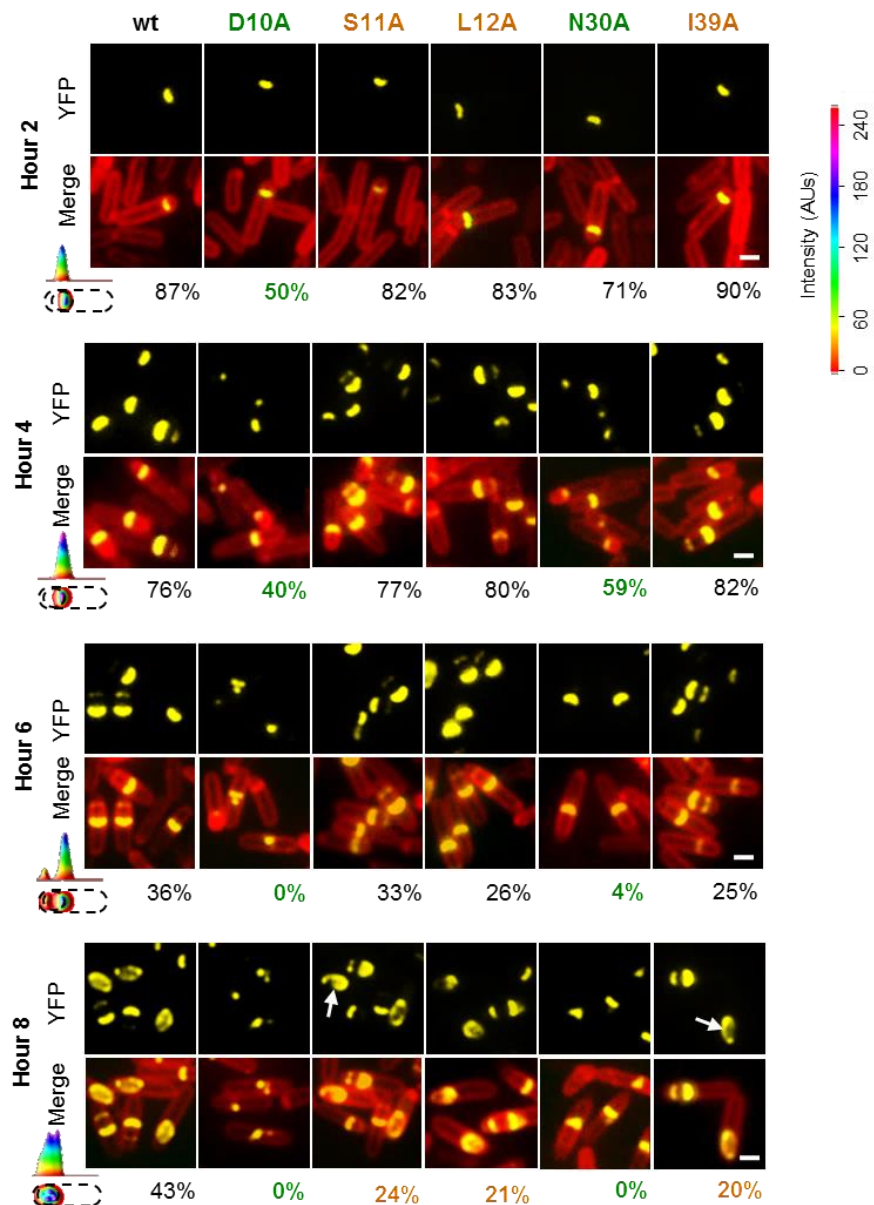 wt D10A S11A L12A N30A I39A
Hour 2
YFP
Merge
87% 50% 82% 83% 71% 90%
Intensity (AUs)
0 60 120 180 240
Hour 4
YFP
Merge
76% 40% 77% 80% 59% 82%
Hour 6
YFP
Merge
36% 0% 33% 26% 4% 25%
Hour 8
YFP
Merge
43% 0% 24% 21% 0% 20%